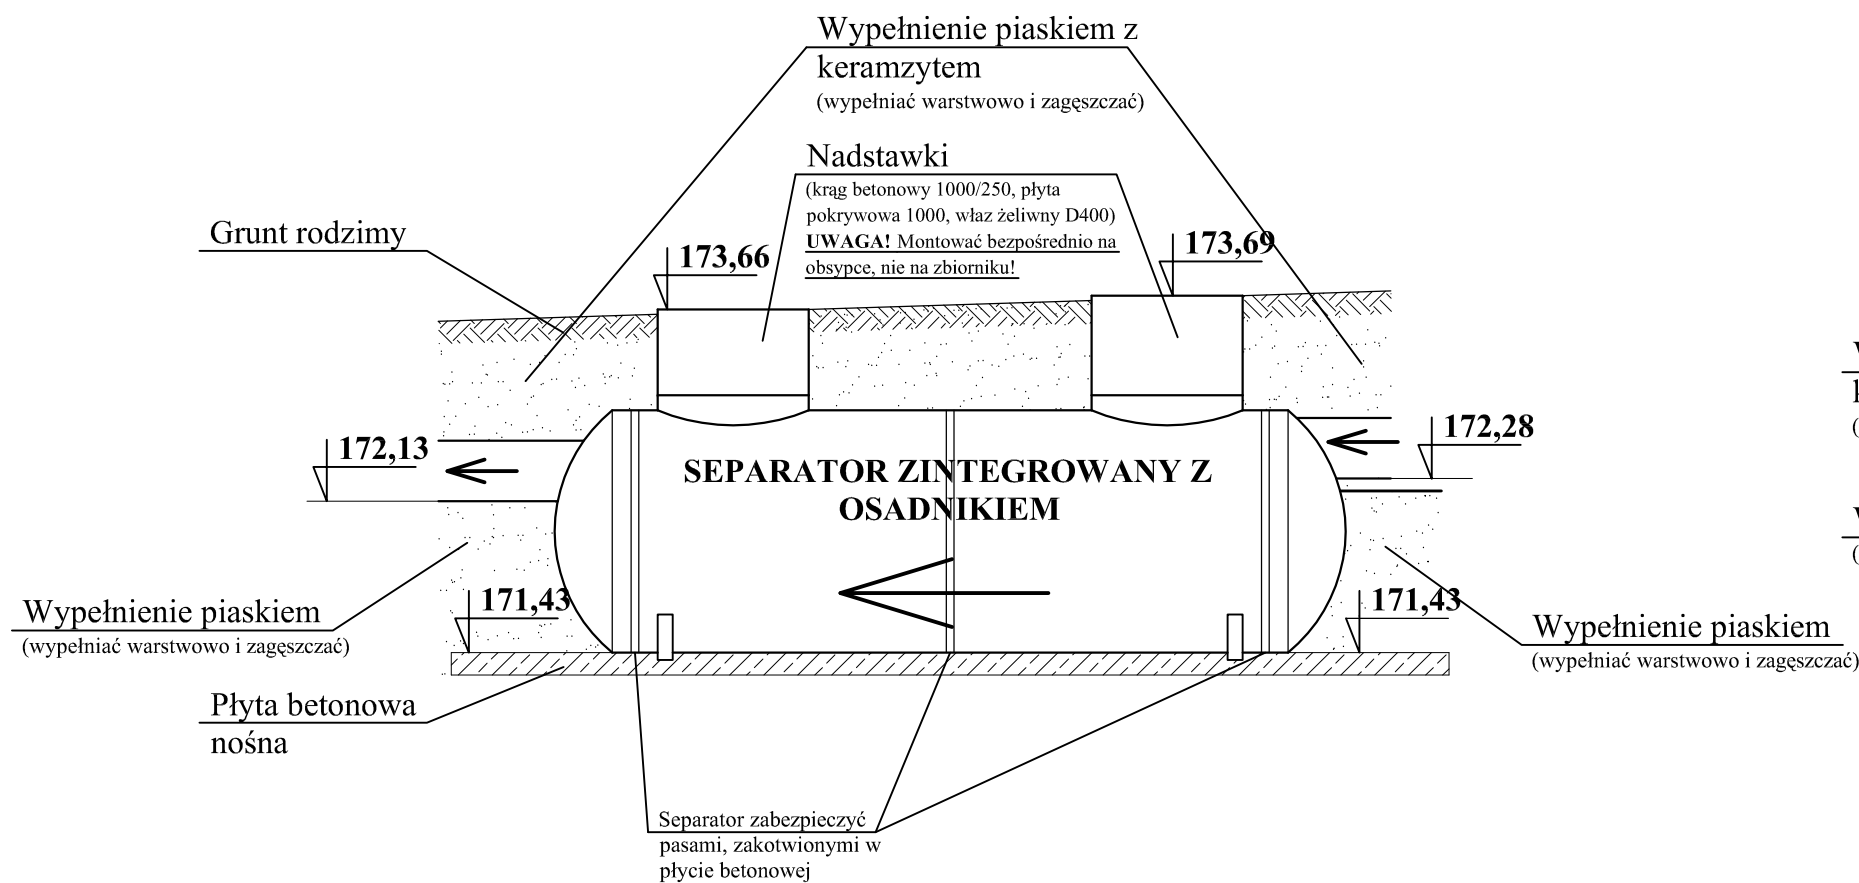 Wypełnienie piaskiem z
keramzytem
(wypełniać warstwowo i zagęszczać)
Nadstawki
(krąg betonowy 1000/250, płyta
pokrywowa 1000, właz żeliwny D400)
UWAGA! Montować bezpośrednio na
obsypce, nie na zbiorniku!
Grunt rodzimy
173,66
173,69
172,13
172,28
SEPARATOR ZINTEGROWANY Z
OSADNIKIEM
171,43
171,43
Wypełnienie piaskiem
(wypełniać warstwowo i zagęszczać)
Wypełnienie piaskiem
(wypełniać warstwowo i zagęszczać)
Płyta betonowa
nośna
Separator zabezpieczyć
pasami, zakotwionymi w
płycie betonowej